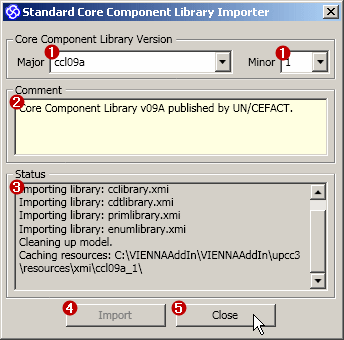 Standard Core Component Library Importer
Core Component Library Version
1 1
Major ccl09a Minor 1
Comment
2
Core Component Library v09A published by UN/CEFACT.
Status
3
Importing library: cclibrary.xmi
Importing library: cdtlibrary.xmi
Importing library: primlibrary.xmi
Importing library: enumlibrary.xmi
Cleaning up model.
Caching resources: C:\VIENNAAddIn\VIENNAAddIn\upcc3
\resources\xmi\ccl09a_1\
4 Import 5 Close